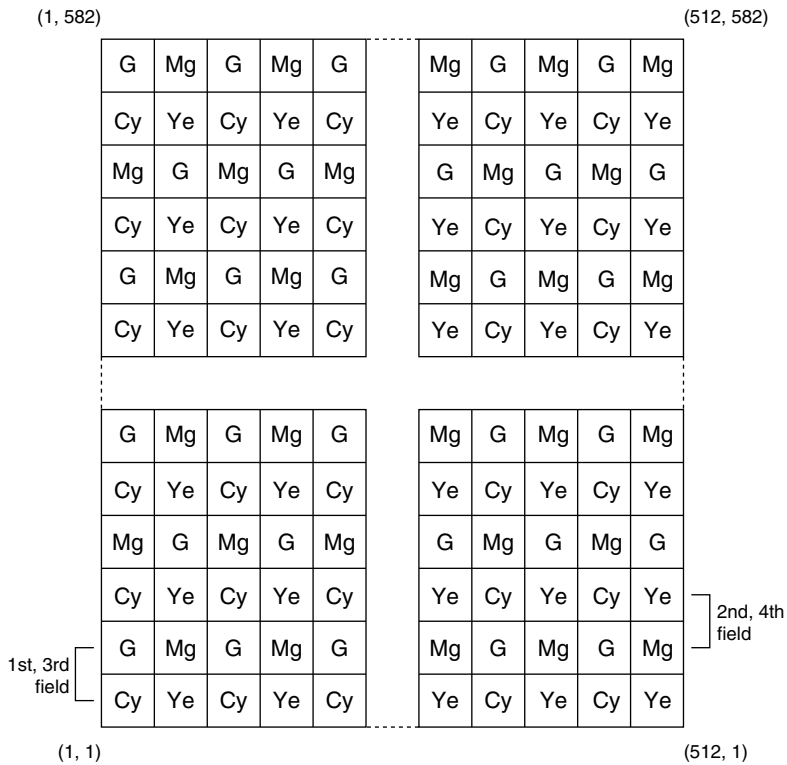 (1, 582) (512, 582)
G Mg G Mg G Mg G Mg G Mg
Cy Ye Cy Ye Cy Ye Cy Ye Cy Ye
Mg G Mg G Mg G Mg G Mg G
Cy Ye Cy Ye Cy Ye Cy Ye Cy Ye
G Mg G Mg G Mg G Mg G Mg
Cy Ye Cy Ye Cy Ye Cy Ye Cy Ye
G Mg G Mg G Mg G Mg G Mg
Cy Ye Cy Ye Cy Ye Cy Ye Cy Ye
Mg G Mg G Mg G Mg G Mg G
Cy Ye Cy Ye Cy Ye Cy Ye Cy Ye
2nd, 4th
field
G Mg G Mg G Mg G Mg G Mg
1st, 3rd
field
Cy Ye Cy Ye Cy Ye Cy Ye Cy Ye
(1, 1) (512, 1)